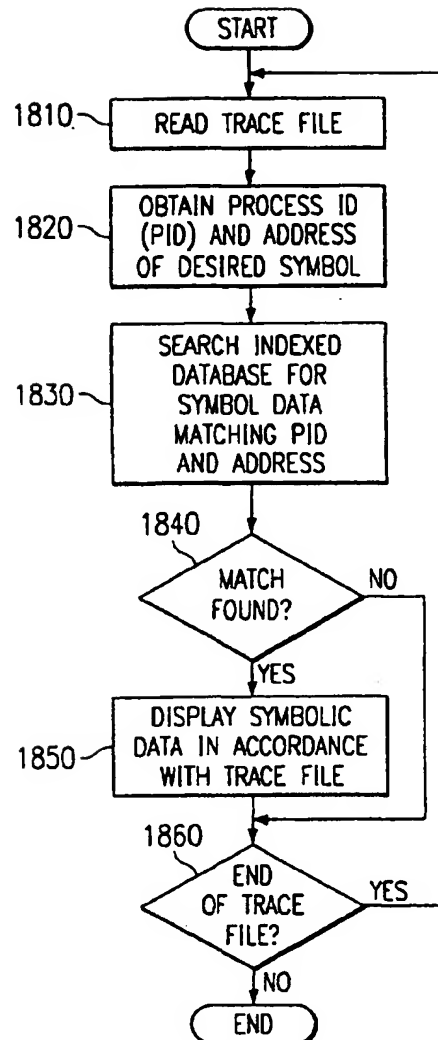 START
1810
READ TRACE FILE
1820
OBTAIN PROCESS ID
(PID) AND ADDRESS
OF DESIRED SYMBOL
1830
SEARCH INDEXED
DATABASE FOR
SYMBOL DATA
MATCHING PID
AND ADDRESS
1840
MATCH
FOUND?
NO
YES
1850
DISPLAY SYMBOLIC
DATA IN ACCORDANCE
WITH TRACE FILE
1860
END
OF TRACE
FILE?
YES
NO
END